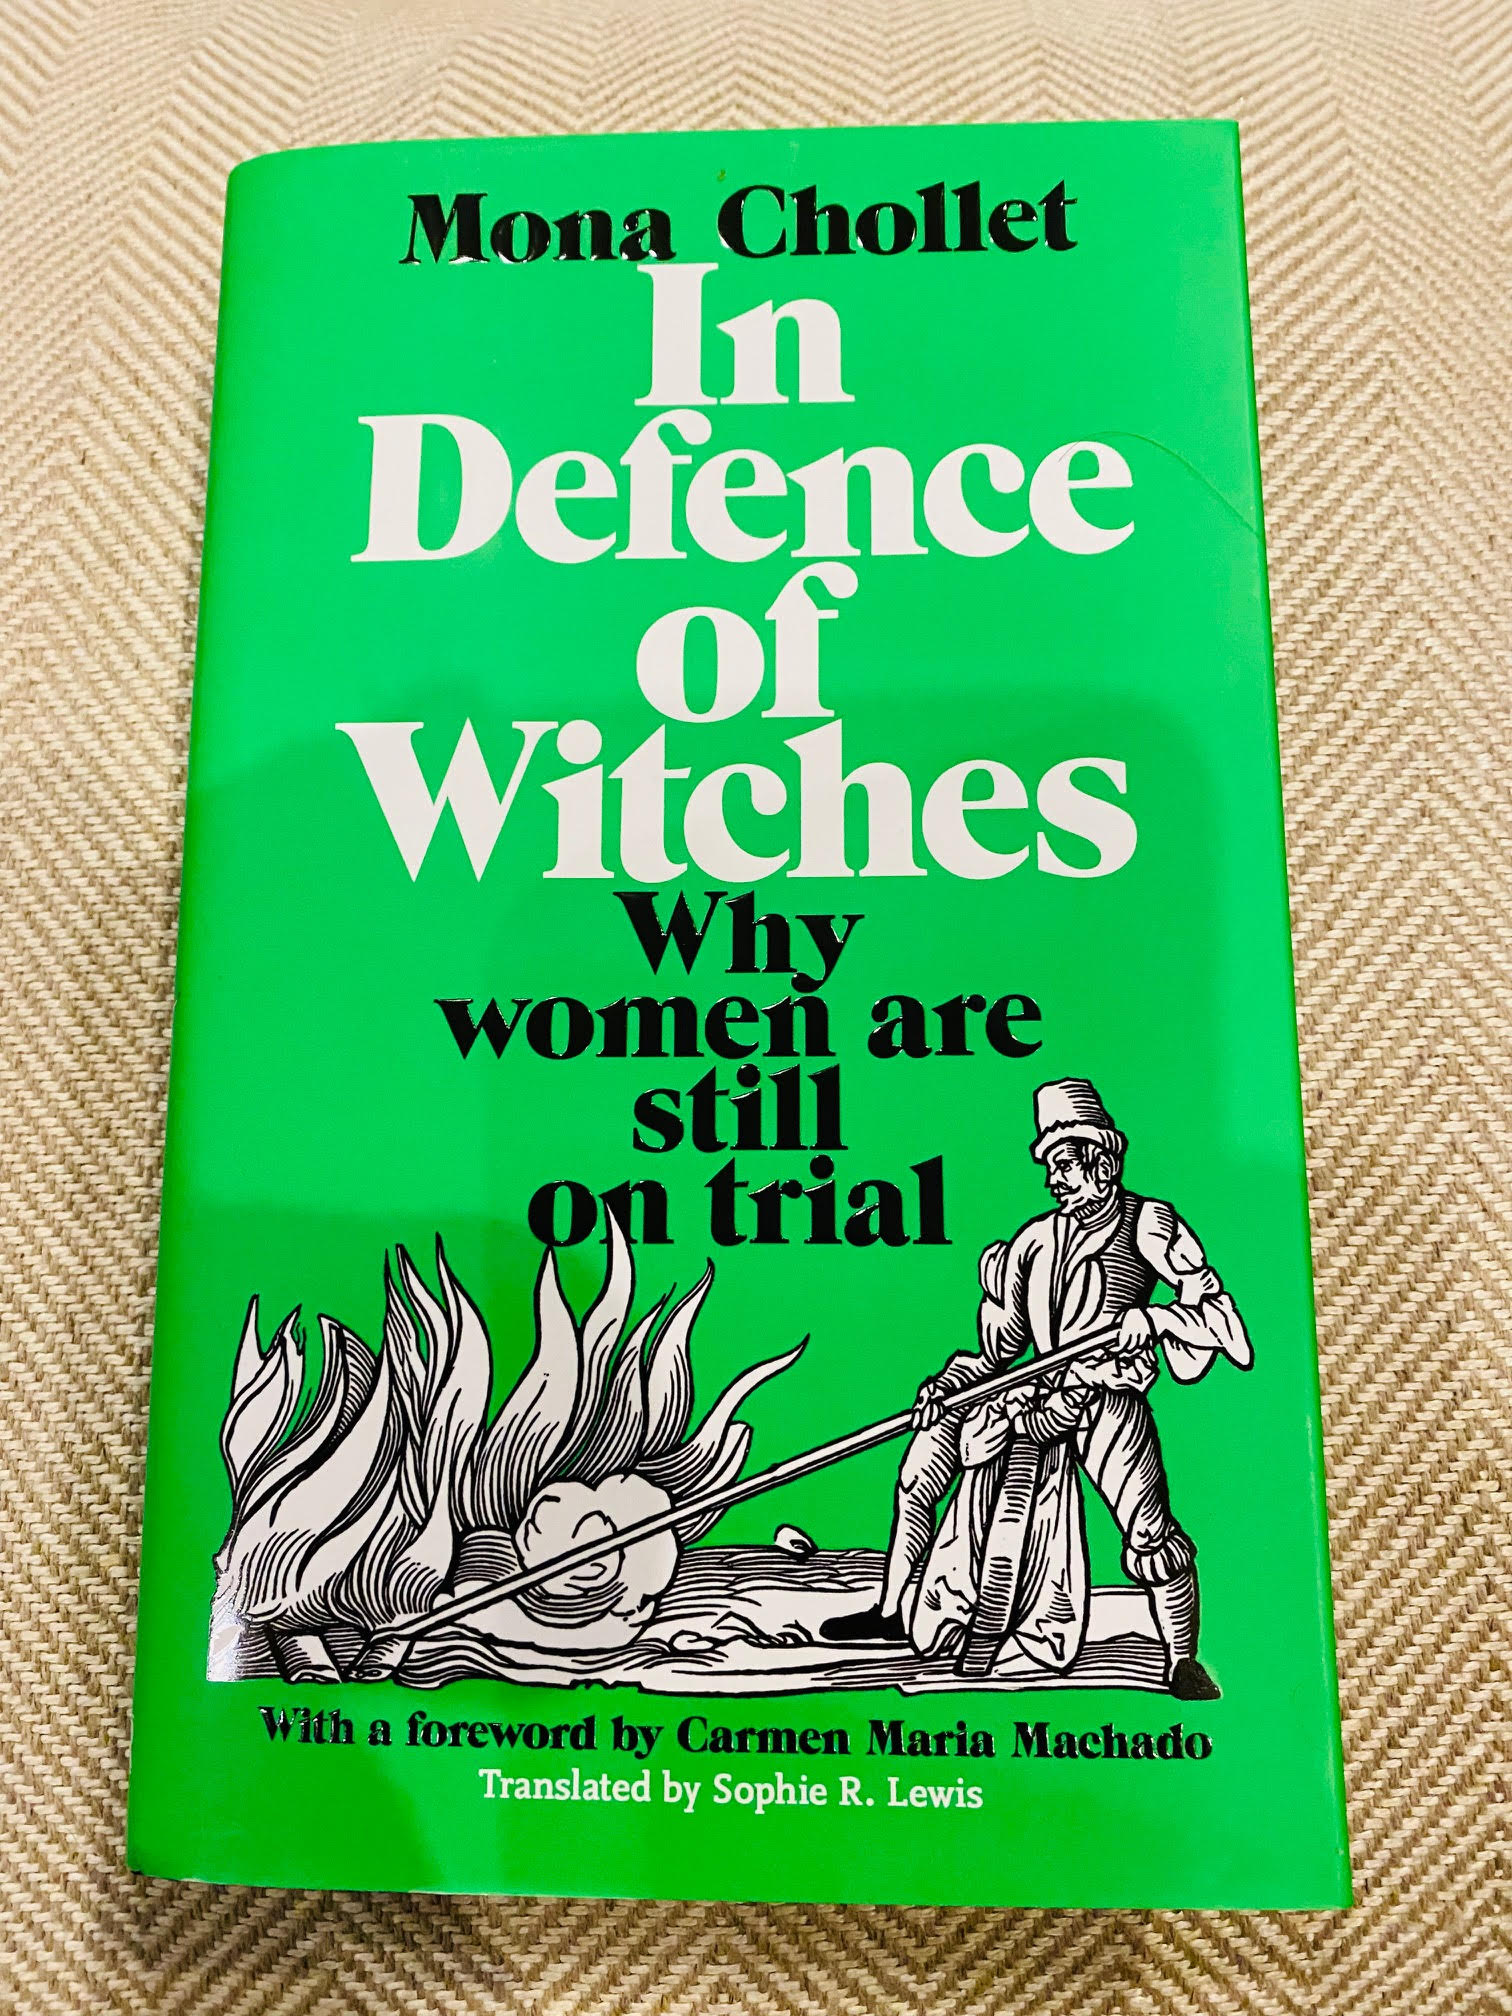 Mona Chollet
In
Defence
of
Witches
Why
women are
still
on trial
With a foreword by Carmen Maria Machado
Translated by Sophie R. Lewis